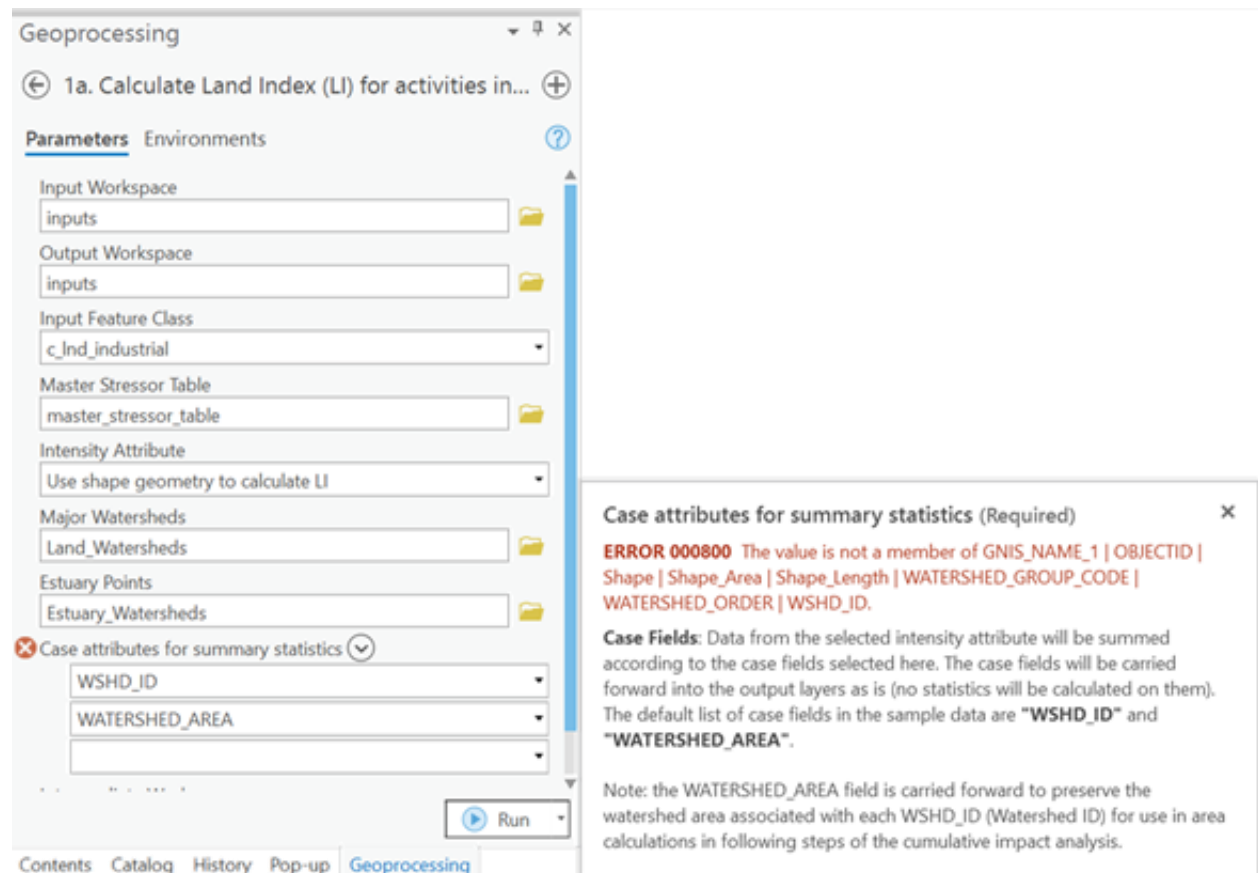 Geoprocessing
1a. Calculate Land Index (LI) for activities in...
Parameters Environments
Input Workspace
inputs
Output Workspace
inputs
Input Feature Class
c_lnd_industrial
Master Stressor Table
master_stressor_table
Intensity Attribute
Use shape geometry to calculate LI
Major Watersheds
Land_Watersheds
Estuary Points
Estuary_Watersheds
Case attributes for summary statistics
WSHD_ID
WATERSHED_AREA
Run
Contents Catalog History Pop-up Geoprocessing
Case attributes for summary statistics (Required)
ERROR 000800 The value is not a member of GNIS_NAME_1 | OBJECTID |
Shape | Shape_Area | Shape_Length | WATERSHED_GROUP_CODE |
WATERSHED_ORDER | WSHD_ID.
Case Fields: Data from the selected intensity attribute will be summed
according to the case fields selected here. The case fields will be carried
forward into the output layers as is (no statistics will be calculated on them).
The default list of case fields in the sample data are "WSHD_ID" and
"WATERSHED_AREA".
Note: the WATERSHED_AREA field is carried forward to preserve the
watershed area associated with each WSHD_ID (Watershed ID) for use in area
calculations in following steps of the cumulative impact analysis.